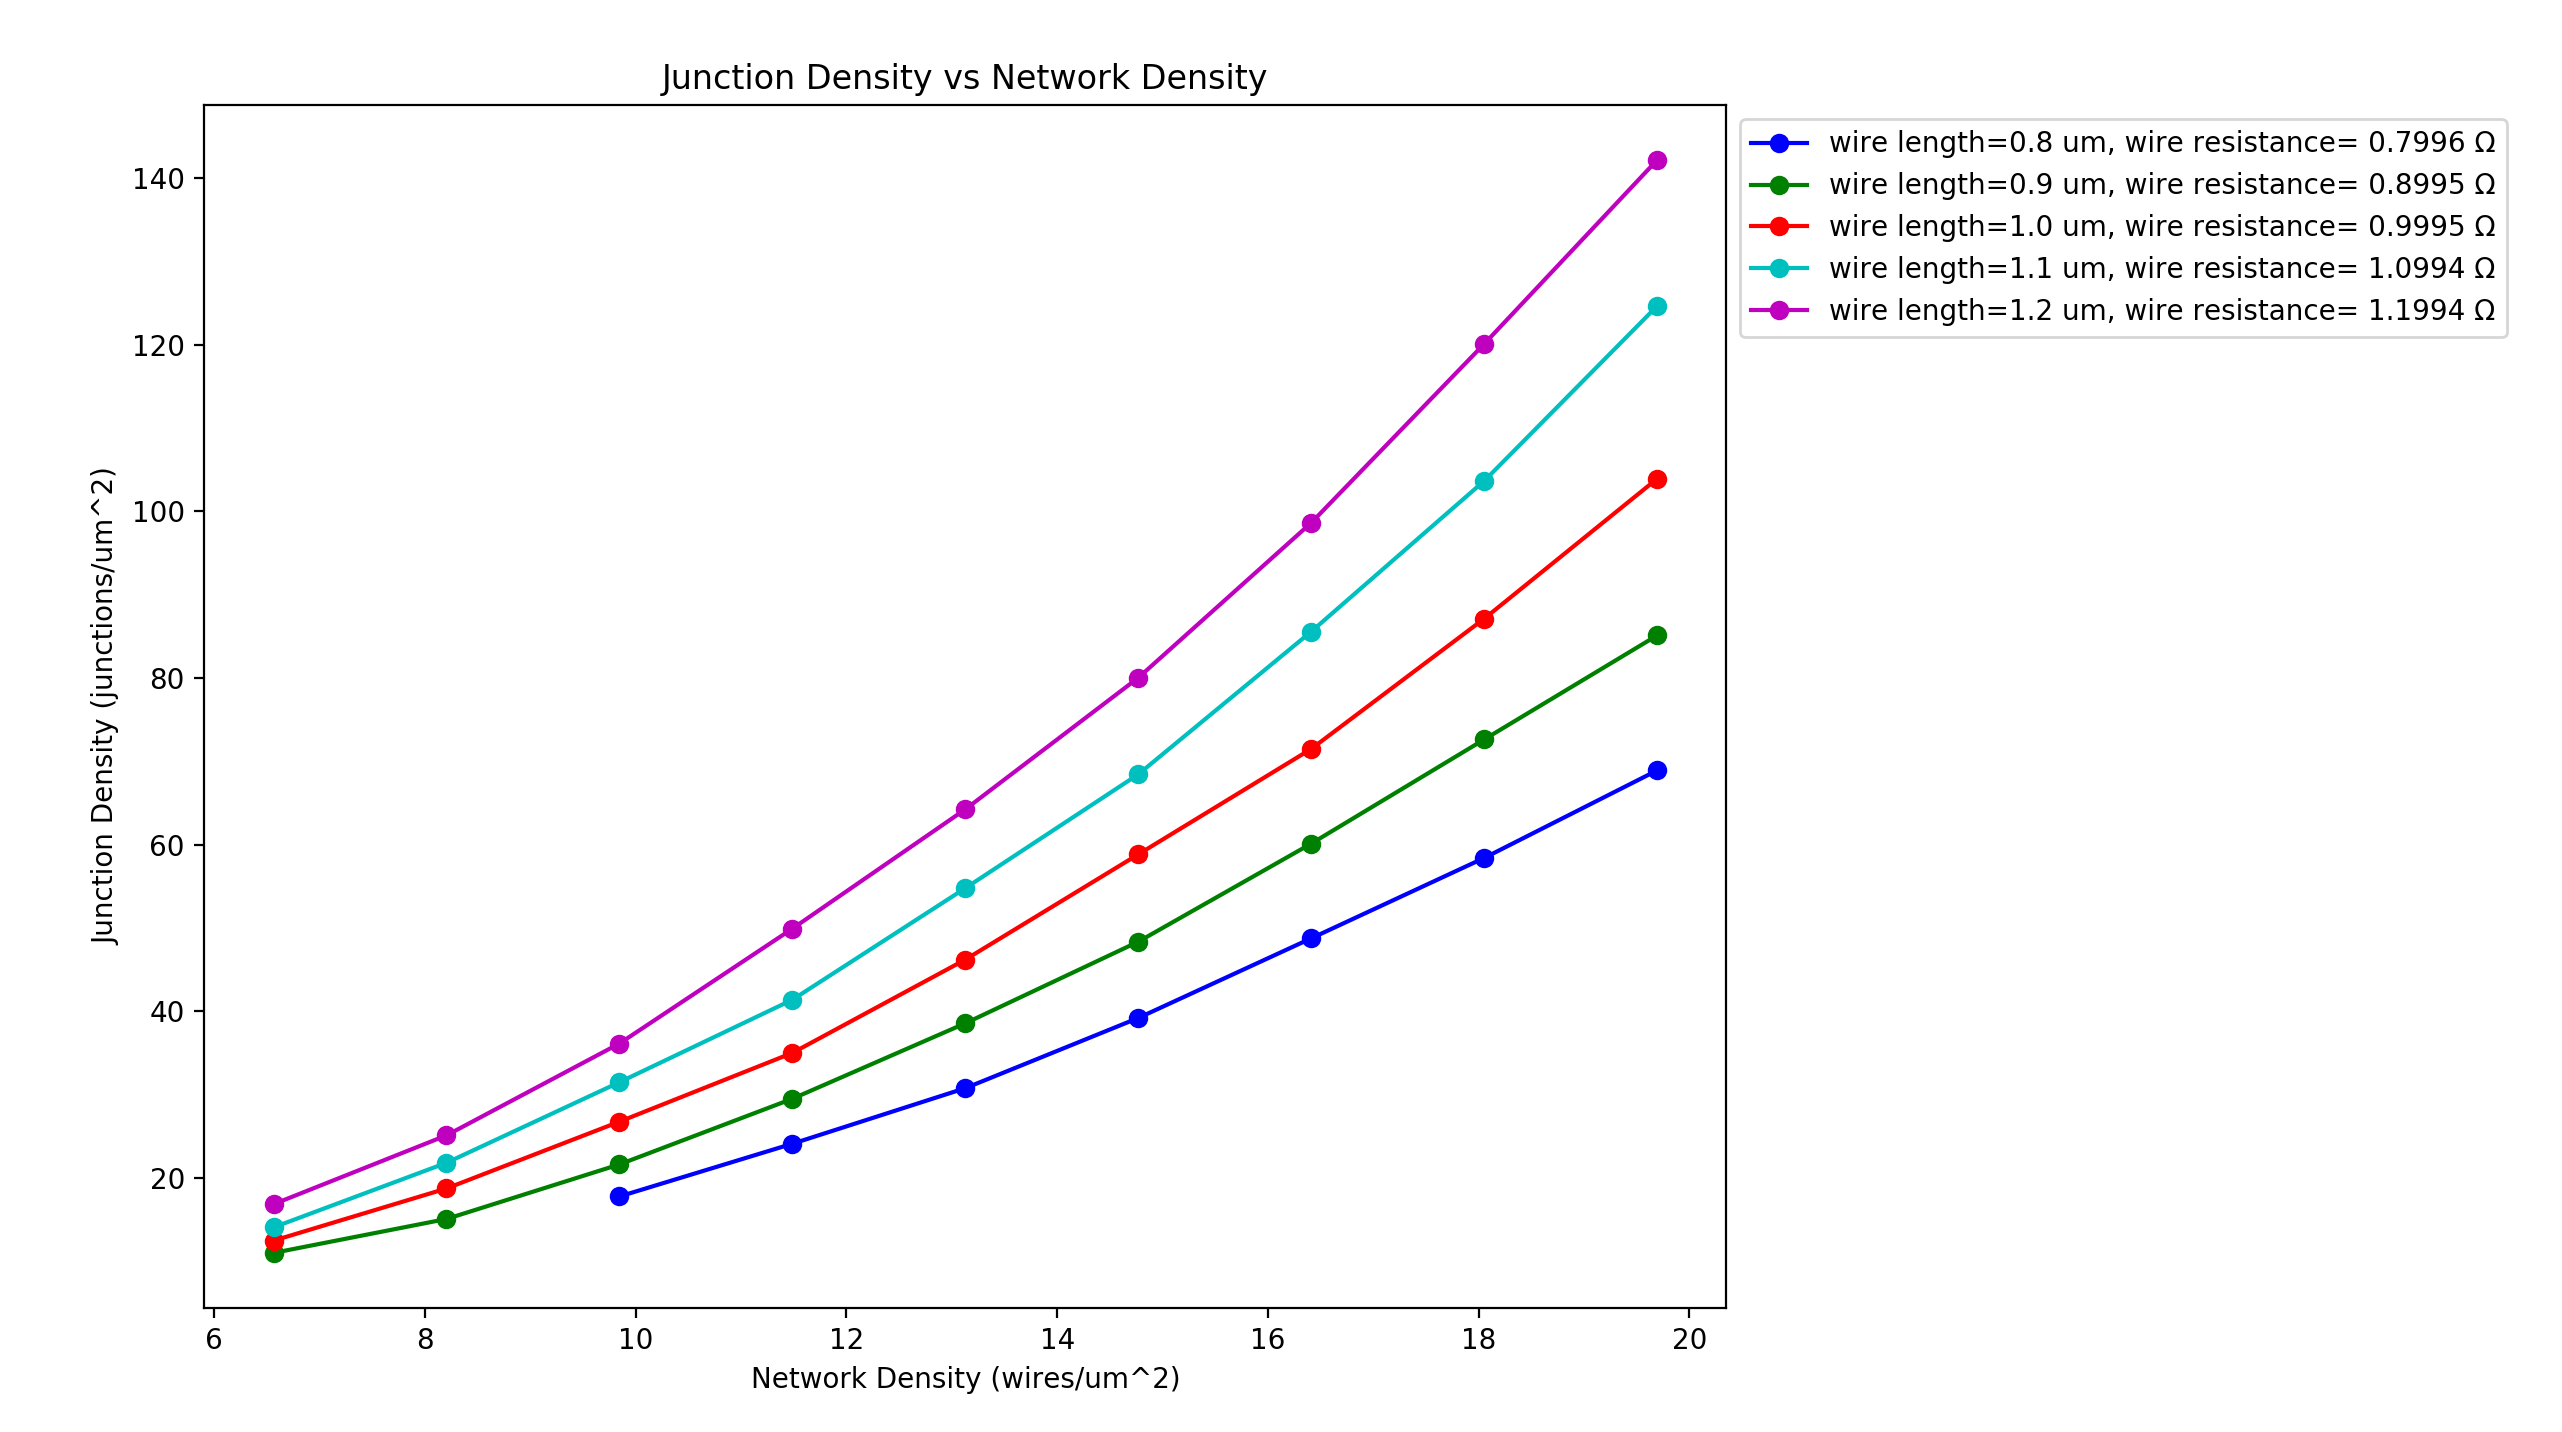 Junction Density vs Network Density
wire length=0.8 um, wire resistance= 0.7996 Ω
wire length=0.9 um, wire resistance= 0.8995 Ω
wire length=1.0 um, wire resistance= 0.9995 Ω
wire length=1.1 um, wire resistance= 1.0994 Ω
wire length=1.2 um, wire resistance= 1.1994 Ω
Junction Density (junctions/um^2)
140
120
100
80
60
40
20
6 8 10 12 14 16 18 20
Network Density (wires/um^2)